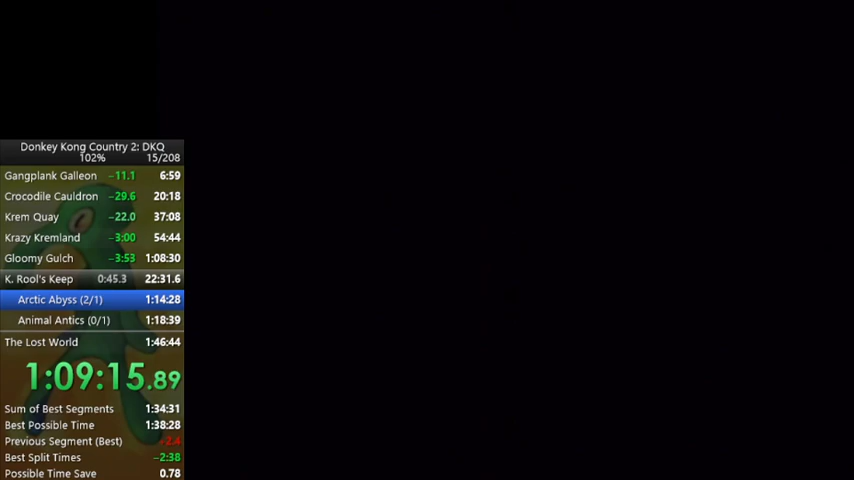 Donkey Kong Country 2: DKQ
102% 15/208
Gangplank Galleon −11.1 6:59
Crocodile Cauldron −29.6 20:18
Krem Quay −22.0 37:08
Krazy Kremland −3:00 54:44
Gloomy Gulch −3:53 1:08:30
K. Rool's Keep 0:45.3 22:31.6
Arctic Abyss (2/1) 1:14:28
Animal Antics (0/1) 1:18:39
The Lost World 1:46:44
1:09:15.89
Sum of Best Segments 1:34:31
Best Possible Time 1:38:28
Previous Segment (Best) +2.4
Best Split Times −2:38
Possible Time Save 0.78